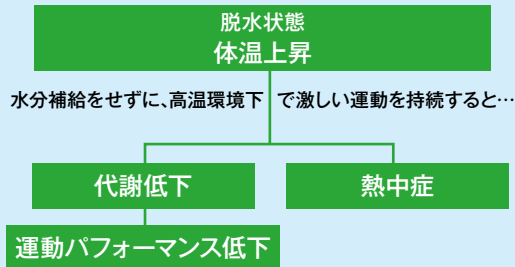 脱水状態
体温上昇
水分補給をせずに、高温環境下で激しい運動を持続すると…
代謝低下
熱中症
運動パフォーマンス低下